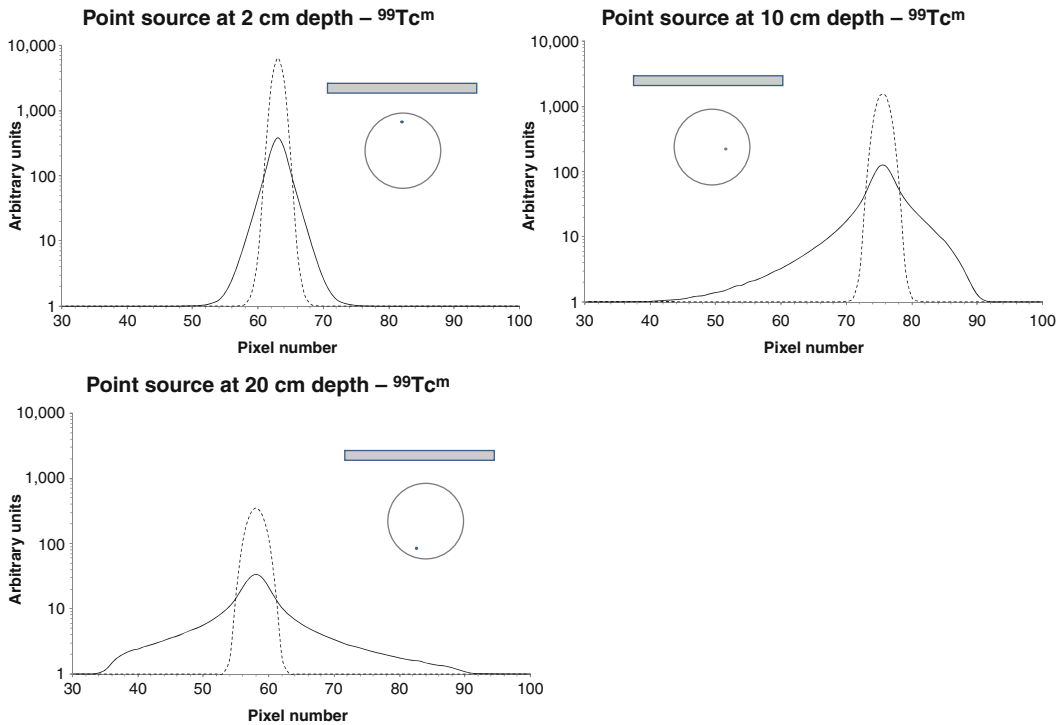 Point source at 2 cm depth – ⁹⁹Tcᵐ
10,000
1,000
100
10
1
Arbitrary units
30 40 50 60 70 80 90 100
Pixel number
Point source at 10 cm depth – ⁹⁹Tcᵐ
10,000
1,000
100
10
1
Arbitrary units
30 40 50 60 70 80 90 100
Pixel number
Point source at 20 cm depth – ⁹⁹Tcᵐ
10,000
1,000
100
10
1
Arbitrary units
30 40 50 60 70 80 90 100
Pixel number